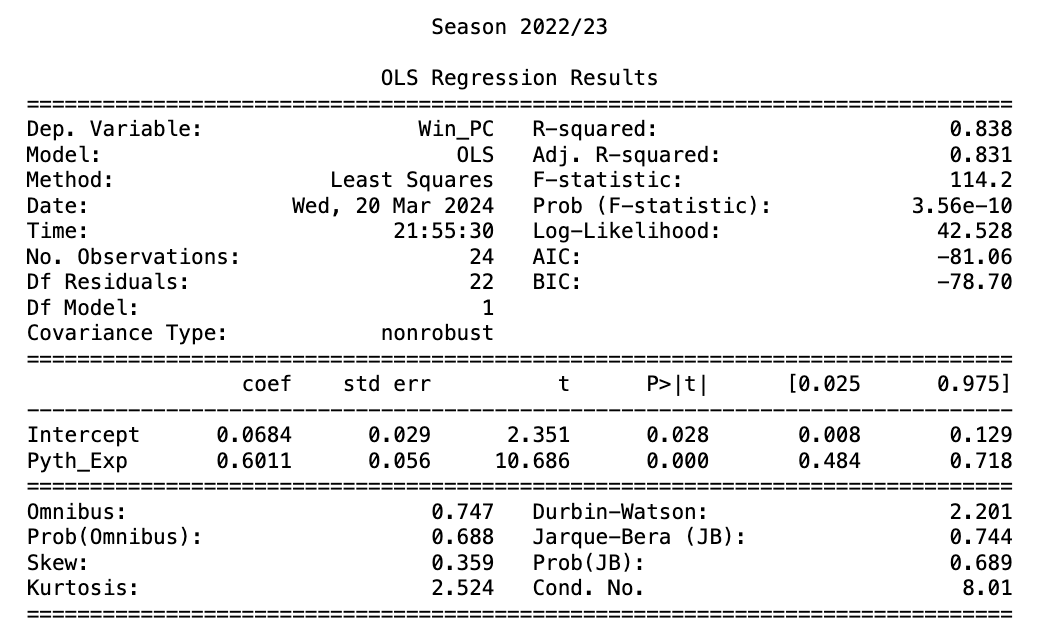 Season 2022/23
OLS Regression Results
==============================================================================
Dep. Variable:                 Win_PC   R-squared:                       0.838
Model:                            OLS   Adj. R-squared:                  0.831
Method:                 Least Squares   F-statistic:                     114.2
Date:                Wed, 20 Mar 2024   Prob (F-statistic):           3.56e-10
Time:                        21:55:30   Log-Likelihood:                 42.528
No. Observations:                  24   AIC:                            -81.06
Df Residuals:                      22   BIC:                            -78.70
Df Model:                           1
Covariance Type:            nonrobust
==============================================================================
                 coef    std err          t      P>|t|      [0.025      0.975]
------------------------------------------------------------------------------
Intercept      0.0684      0.029      2.351      0.028       0.008       0.129
Pyth_Exp       0.6011      0.056     10.686      0.000       0.484       0.718
==============================================================================
Omnibus:                        0.747   Durbin-Watson:                   2.201
Prob(Omnibus):                  0.688   Jarque-Bera (JB):                0.744
Skew:                           0.359   Prob(JB):                        0.689
Kurtosis:                       2.524   Cond. No.                         8.01
==============================================================================